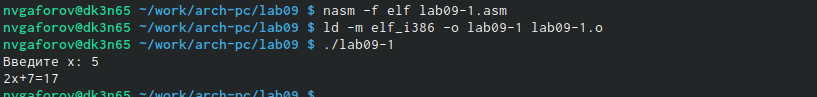 nvgaforov@dk3n65 ~/work/arch-pc/lab09 $ nasm -f elf lab09-1.asm
nvgaforov@dk3n65 ~/work/arch-pc/lab09 $ ld -m elf_i386 -o lab09-1 lab09-1.o
nvgaforov@dk3n65 ~/work/arch-pc/lab09 $ ./lab09-1
Введите x: 5
2x+7=17
nvgaforov@dk3n65 ~/work/arch-pc/lab09 $